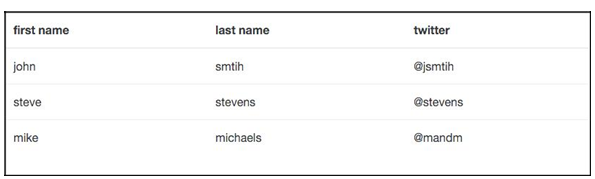 first name last name twitter
john smtih @jsmtih
steve stevens @stevens
mike michaels @mandm